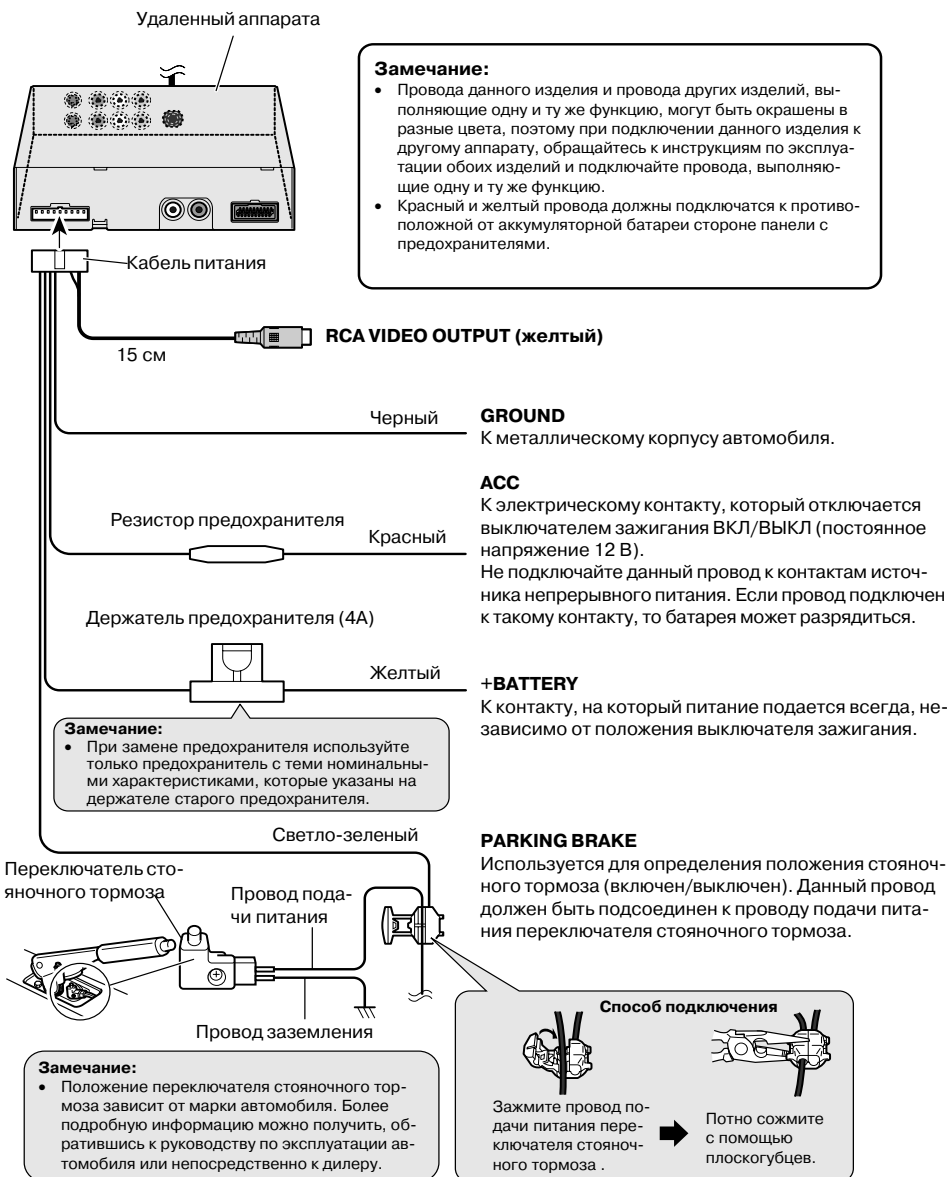 Удаленный аппарата
Замечание:
• Провода данного изделия и провода других изделий, вы-
полняющие одну и ту же функцию, могут быть окрашены в
разные цвета, поэтому при подключении данного изделия к
другому аппарату, обращайтесь к инструкциям по эксплуа-
тации обоих изделий и подключайте провода, выполняю-
щие одну и ту же функцию.
• Красный и желтый провода должны подключатся к противо-
положной от аккумуляторной батареи стороне панели с
предохранителями.
Кабель питания
RCA VIDEO OUTPUT (желтый)
15 см
Черный
GROUND
К металлическому корпусу автомобиля.
Резистор предохранителя
Красный
ACC
К электрическому контакту, который отключается
выключателем зажигания ВКЛ/ВЫКЛ (постоянное
напряжение 12 В).
Не подключайте данный провод к контактам источ-
ника непрерывного питания. Если провод подключен
к такому контакту, то батарея может разрядиться.
Держатель предохранителя (4A)
Желтый
+BATTERY
К контакту, на который питание подается всегда, не-
зависимо от положения выключателя зажигания.
Замечание:
• При замене предохранителя используйте
только предохранитель с теми номинальны-
ми характеристиками, которые указаны на
держателе старого предохранителя.
Светло-зеленый
PARKING BRAKE
Используется для определения положения стояноч-
ного тормоза (включен/выключен). Данный провод
должен быть подсоединен к проводу подачи пита-
ния переключателя стояночного тормоза.
Переключатель сто-
яночного тормоза
Провод пода-
чи питания
Провод заземления
Замечание:
• Положение переключателя стояночного тор-
моза зависит от марки автомобиля. Более
подробную информацию можно получить, об-
ратившись к руководству по эксплуатации ав-
томобиля или непосредственно к дилеру.
Способ подключения
Зажмите провод по-
дачи питания пере-
ключателя стояноч-
ного тормоза .
Потно сожмите
с помощью
плоскогубцев.